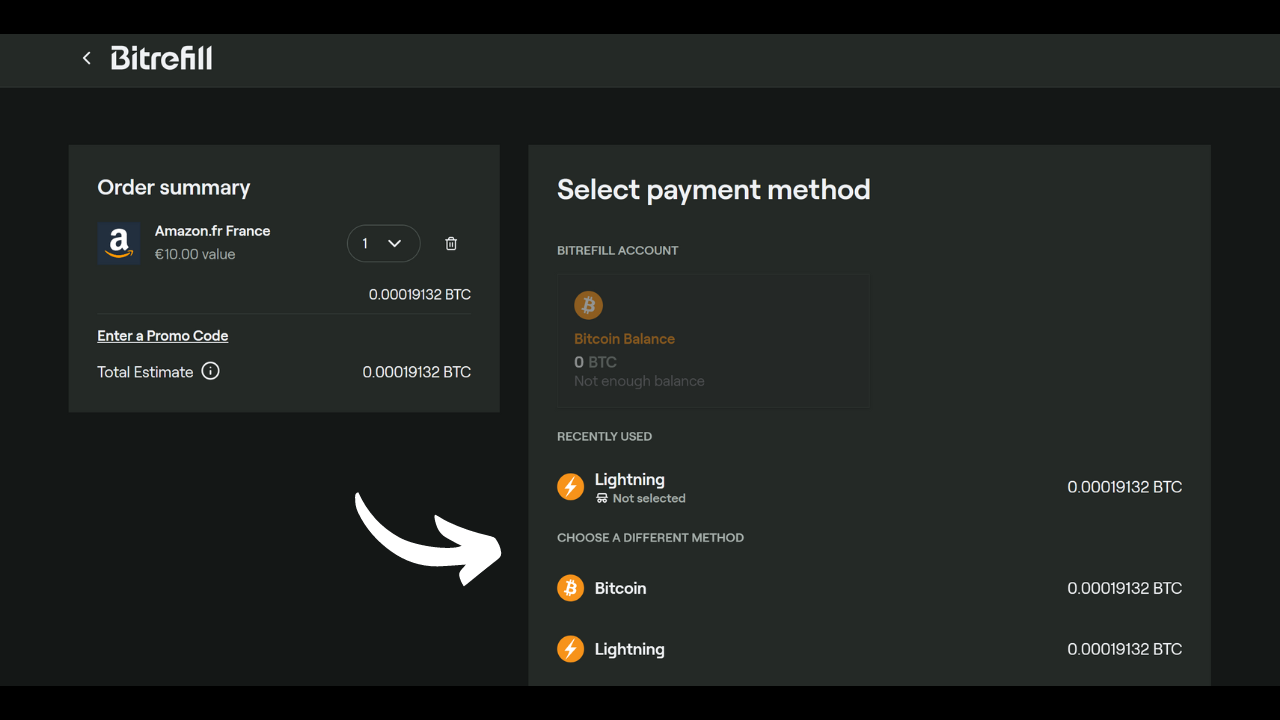 Bitrefill
Order summary
Amazon.fr France
€10.00 value
1
0.00019132 BTC
Enter a Promo Code
Total Estimate
0.00019132 BTC
Select payment method
BITREFILL ACCOUNT
Bitcoin Balance
0 BTC
Not enough balance
RECENTLY USED
Lightning
Not selected
0.00019132 BTC
CHOOSE A DIFFERENT METHOD
Bitcoin
0.00019132 BTC
Lightning
0.00019132 BTC